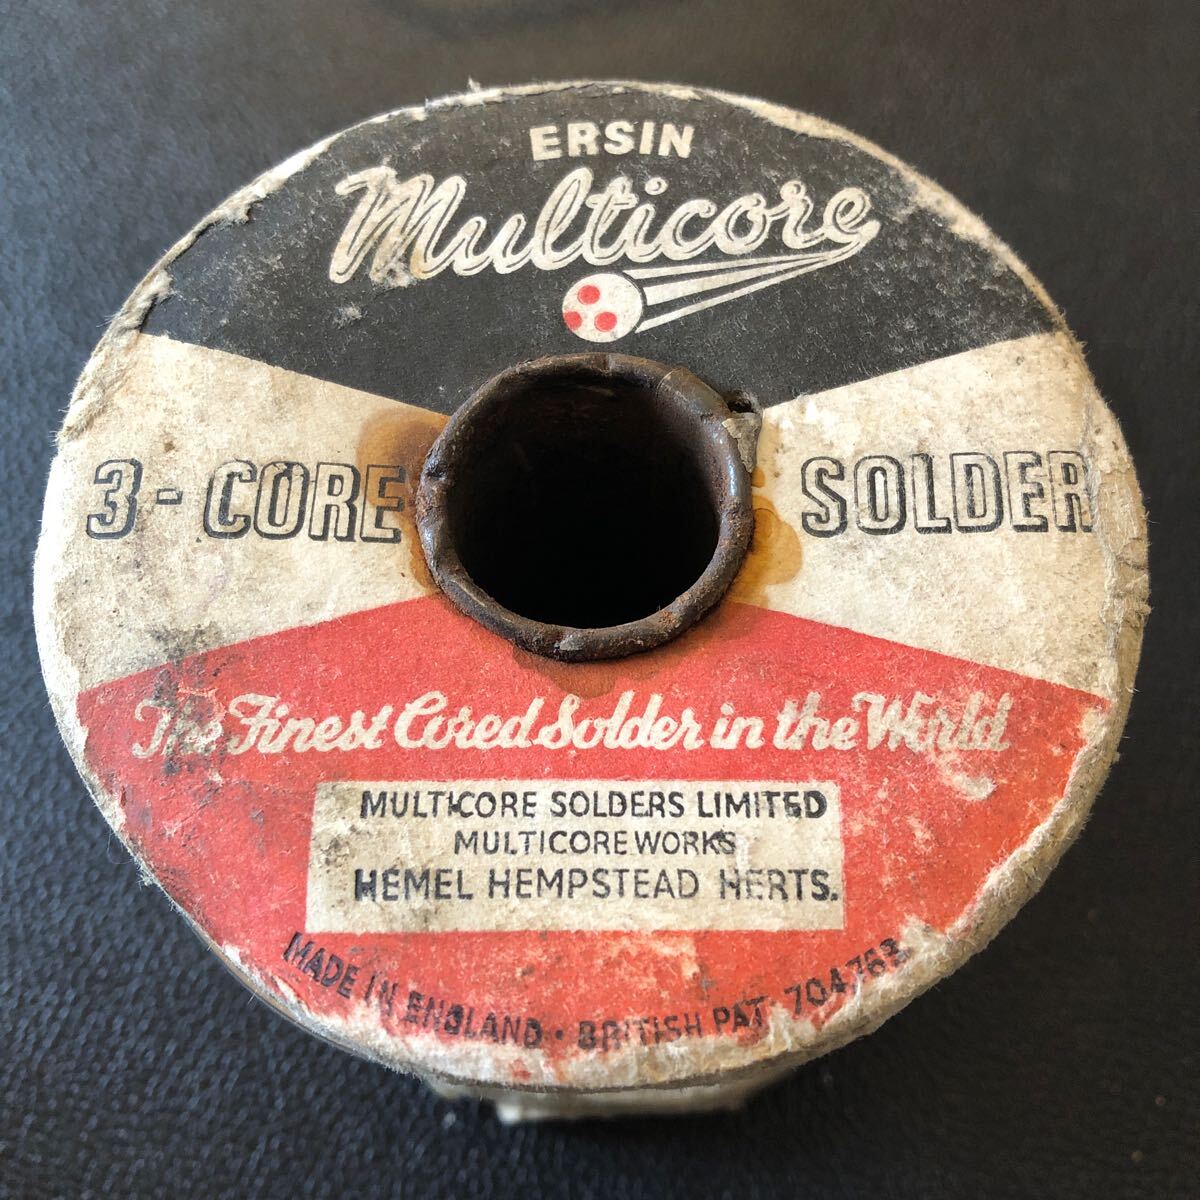 ERSIN
Multicore
3-CORE SOLDER
The Finest Cored Solder in the World
MULTICORE SOLDERS LIMITED
MULTICORE WORKS
HEMEL HEMPSTEAD HERTS.
MADE IN ENGLAND · BRITISH PAT 704763